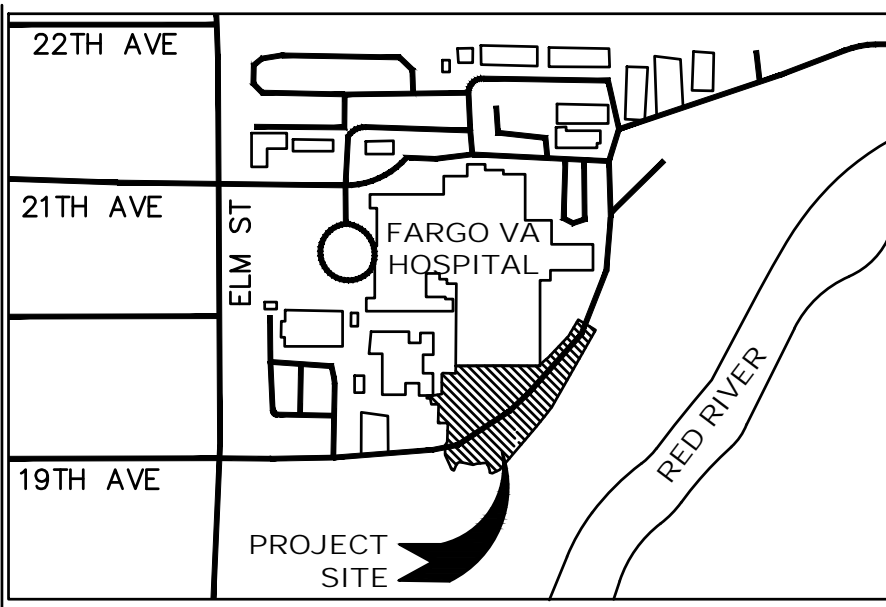 22TH AVE
21TH AVE
ELM ST
FARGO VA
HOSPITAL
RED RIVER
19TH AVE
PROJECT
SITE